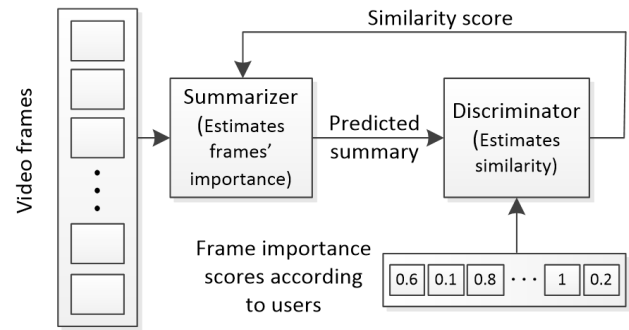 Similarity score
Video frames
Summarizer
(Estimates
frames'
importance)
Predicted
summary
Discriminator
(Estimates
similarity)
Frame importance
scores according
to users
0.6 0.1 0.8 · · · 1 0.2